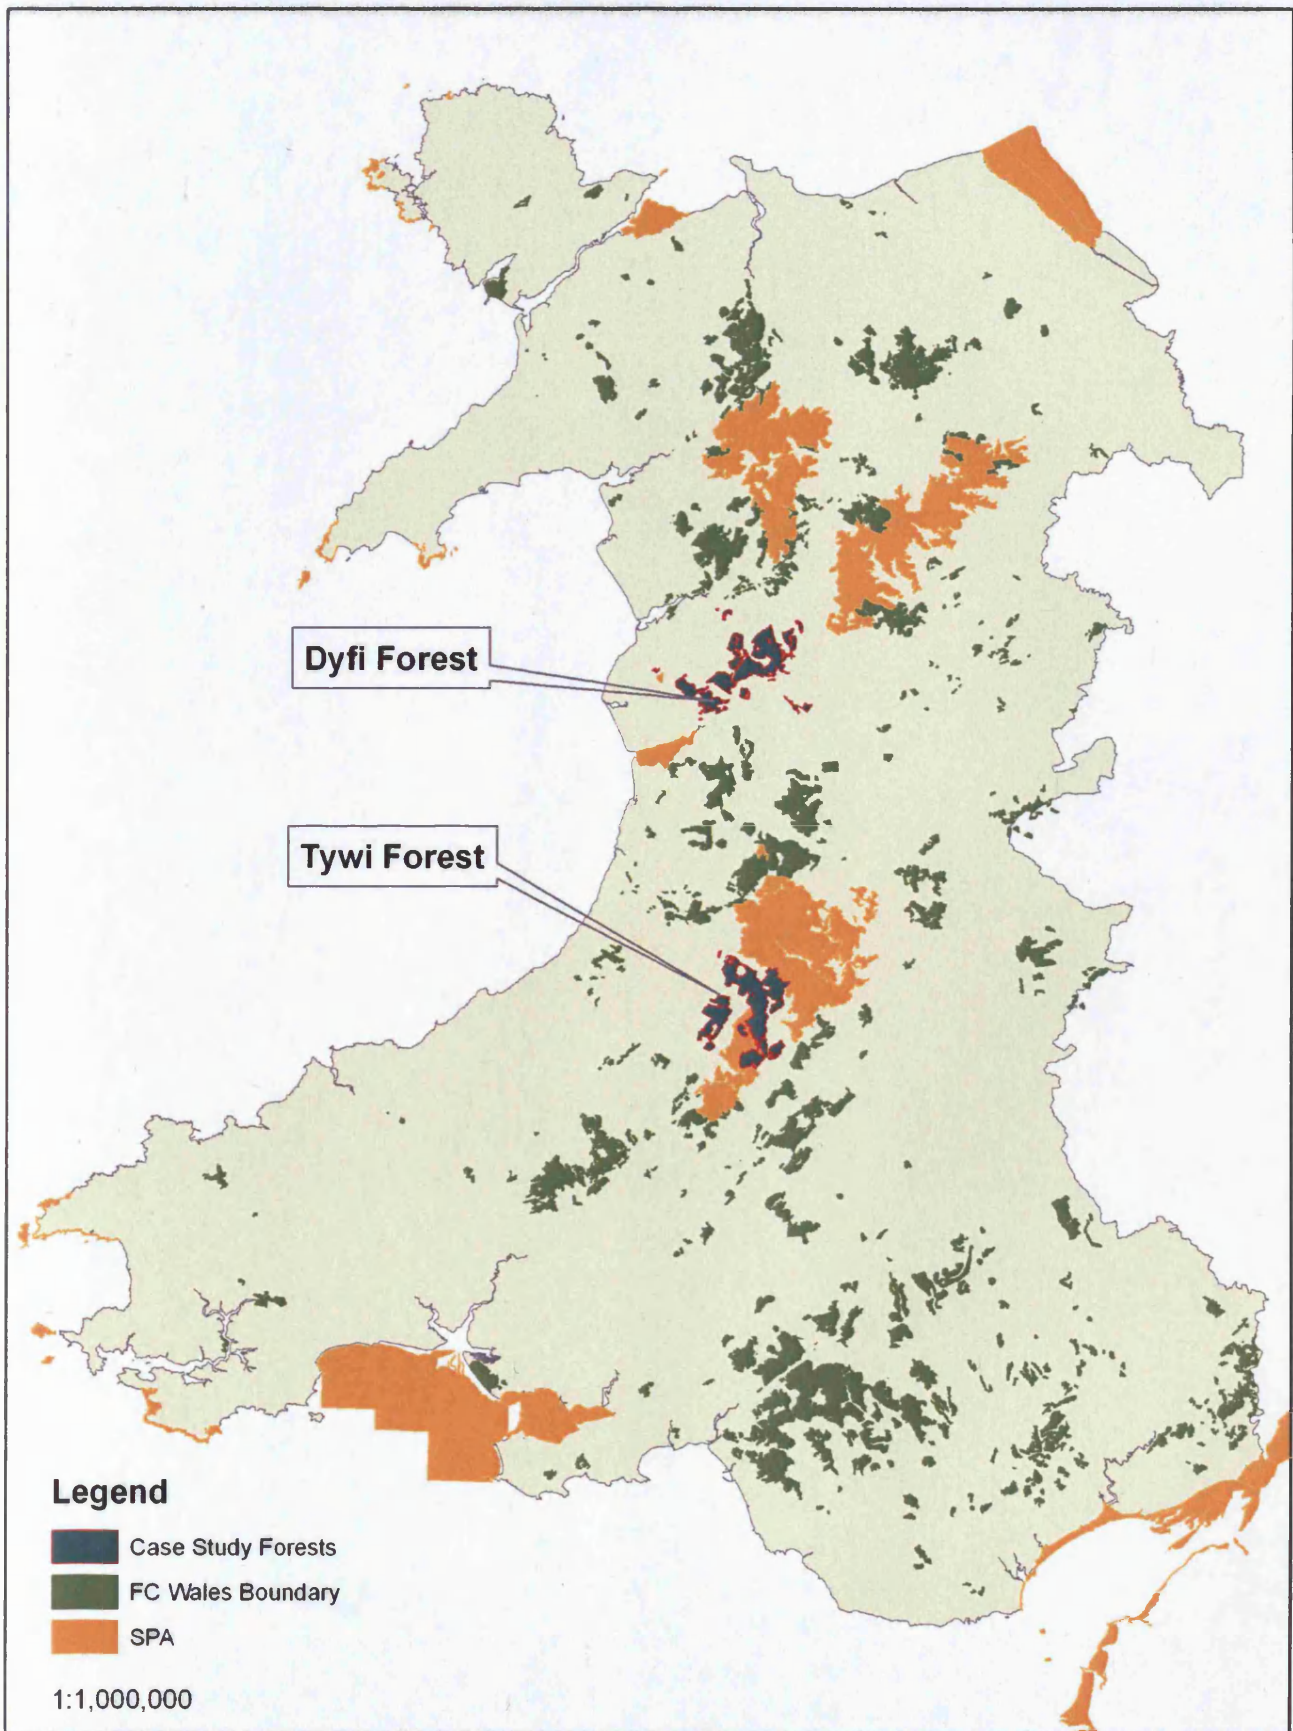 Dyfi Forest
Tywi Forest
Legend
Case Study Forests
FC Wales Boundary
SPA
1:1,000,000